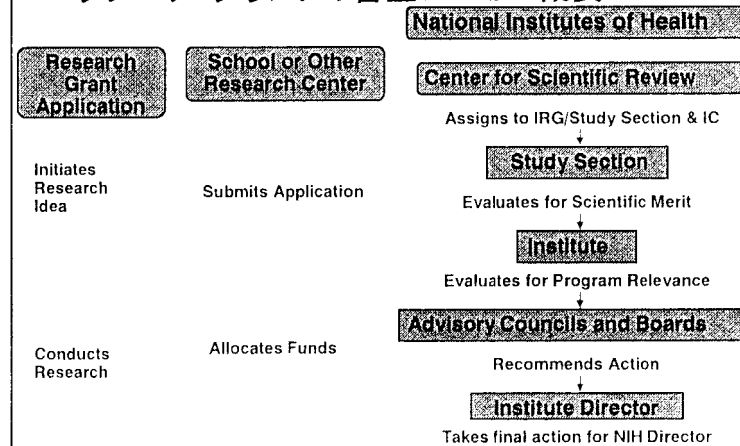 National Institutes of Health
Research
Grant
Application
School or Other
Research Center
Center for Scientific Review
Assigns to IRG/Study Section & IC
Study Section
Initiates
Research
Idea
Submits Application
Evaluates for Scientific Merit
Institute
Evaluates for Program Relevance
Advisory Councils and Boards
Conducts
Research
Allocates Funds
Recommends Action
Institute Director
Takes final action for NIH Director